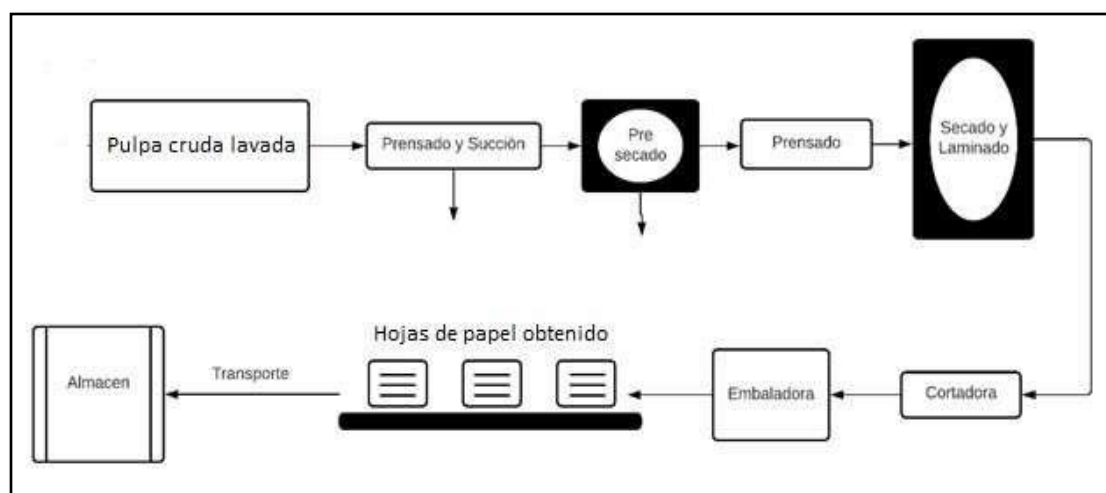 Pulpa cruda lavada
Prensado y Succión
Pre
secado
Prensado
Secado y
Laminado
Hojas de papel obtenido
Almacen
Transporte
Embaladora
Cortadora